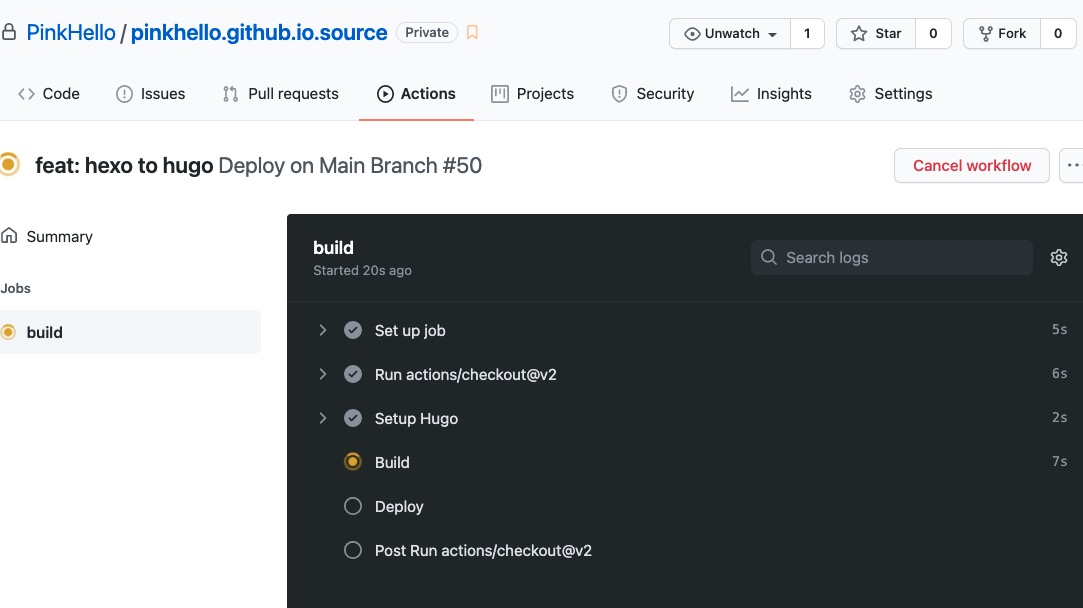 PinkHello / pinkhello.github.io.source Private Unwatch 1 Star 0 Fork 0
Code Issues Pull requests Actions Projects Security Insights Settings
feat: hexo to hugo Deploy on Main Branch #50 Cancel workflow ...
Summary
Jobs
build
build
Started 20s ago
Search logs
Set up job 5s
Run actions/checkout@v2 6s
Setup Hugo 2s
Build 7s
Deploy
Post Run actions/checkout@v2